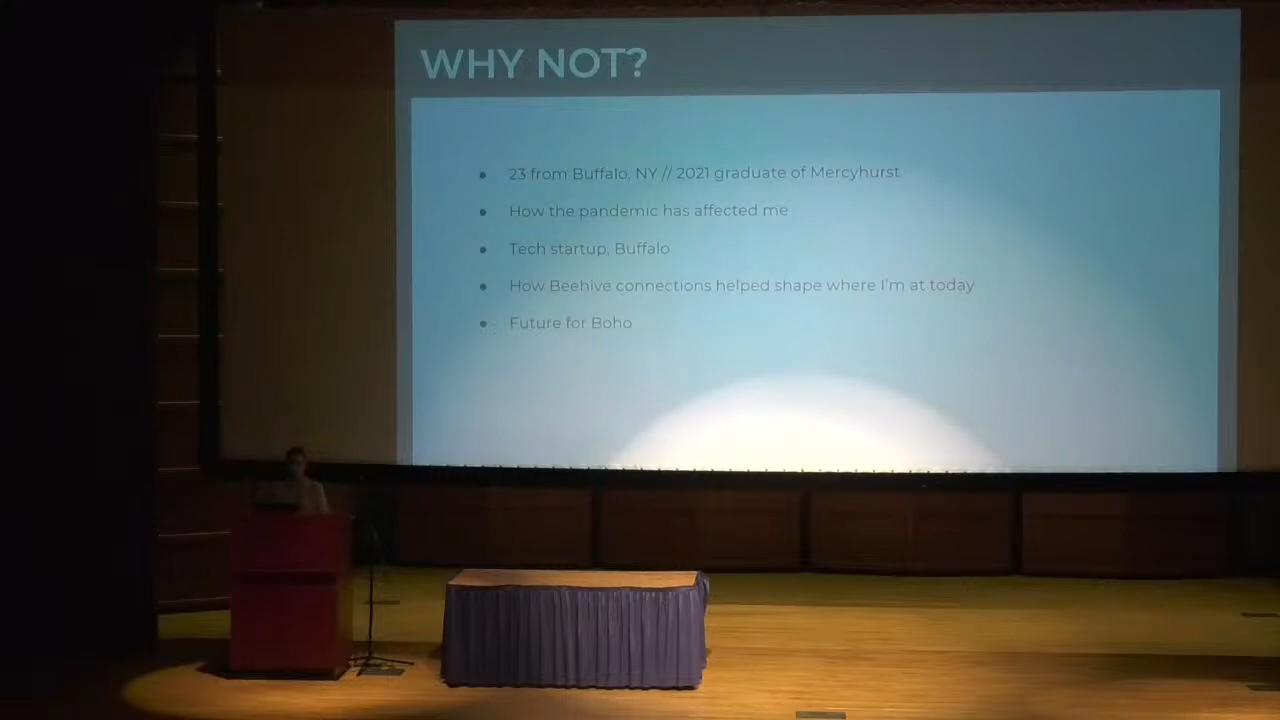 WHY NOT?
23 from Buffalo, NY // 2021 graduate of Mercyhurst
How the pandemic has affected me
Tech startup, Buffalo
How Beehive connections helped shape where I'm at today
Future for Boho